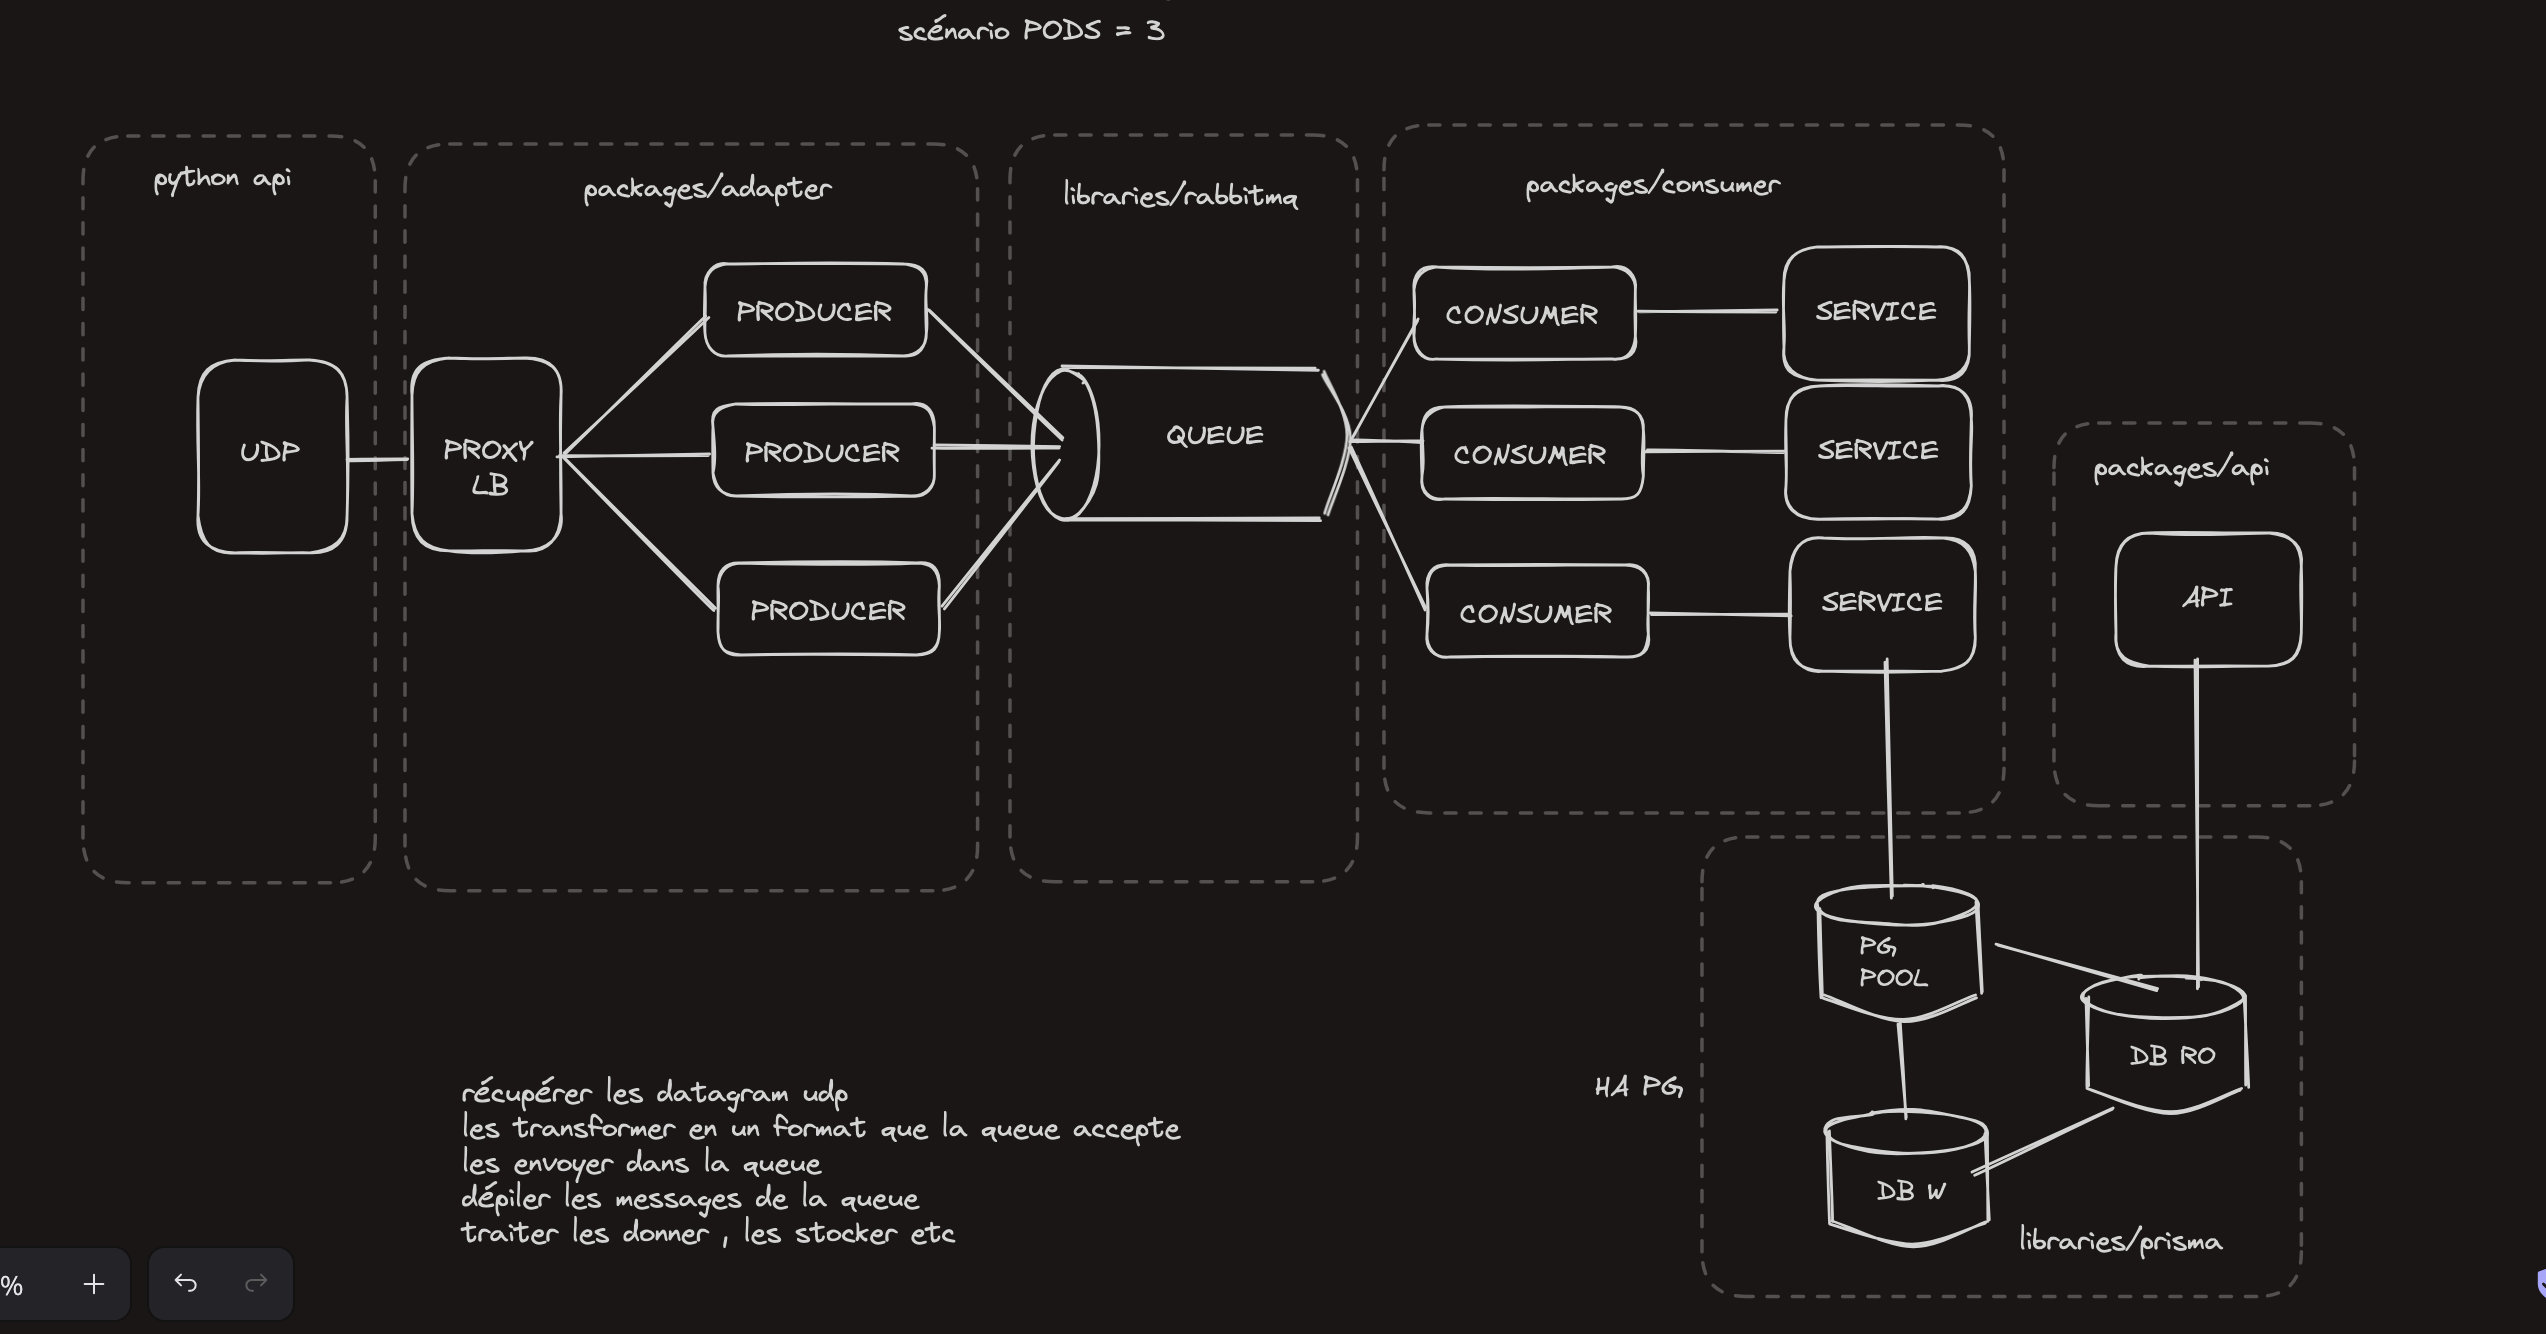 scénario PODS = 3
python api
packages/adapter
libraries/rabbitmq
packages/consumer
PRODUCER
CONSUMER
SERVICE
UDP
PROXY
LB
PRODUCER
QUEUE
CONSUMER
SERVICE
packages/api
PRODUCER
CONSUMER
SERVICE
API
PG
POOL
DB RO
HA PG
DB W
libraries/prisma
récupérer les datagram udp
les transformer en un format que la queue accepte
les envoyer dans la queue
dépiler les messages de la queue
traiter les donner , les stocker etc
%